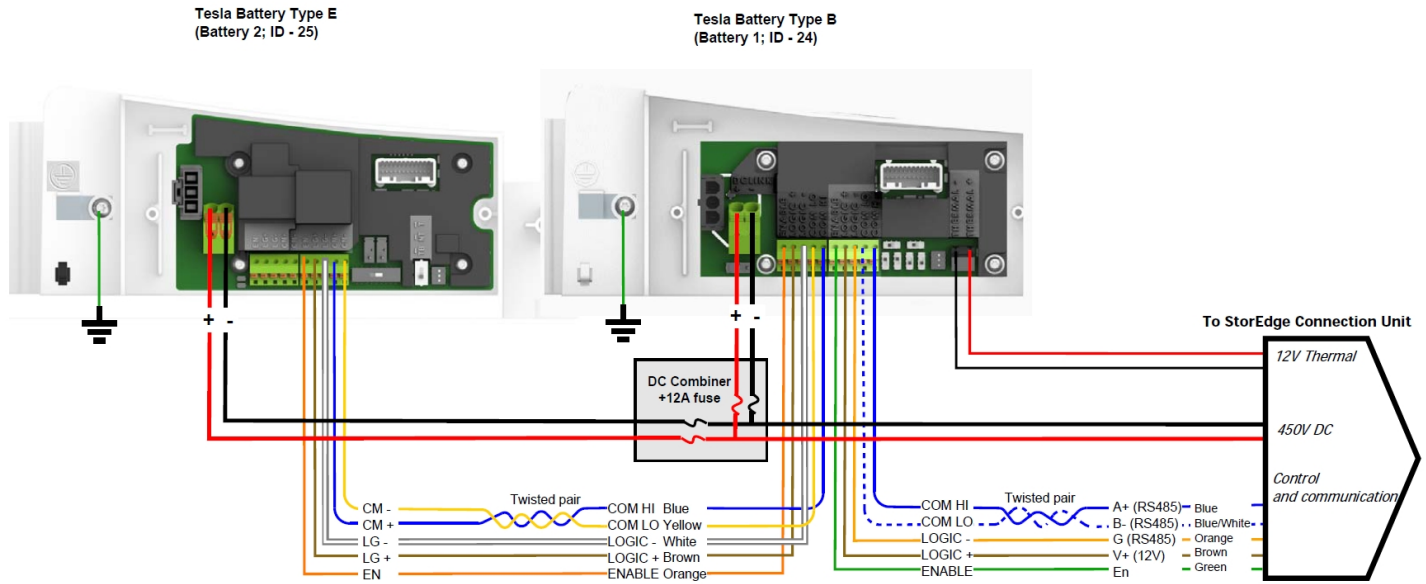 Tesla Battery Type E
(Battery 2; ID - 25)
Tesla Battery Type B
(Battery 1; ID - 24)
+ -
+ -
To StorEdge Connection Unit
12V Thermal
DC Combiner
+12A fuse
450V DC
Control
and communication
CM - Twisted pair COM HI Blue
CM + COM LO Yellow
LG - LOGIC - White
LG + LOGIC + Brown
EN ENABLE Orange
COM HI Twisted pair A+ (RS485) Blue
COM LO B- (RS485) Blue/White
LOGIC - G (RS485) Orange
LOGIC + V+ (12V) Brown
ENABLE En Green
THERMAL -
THERMAL +